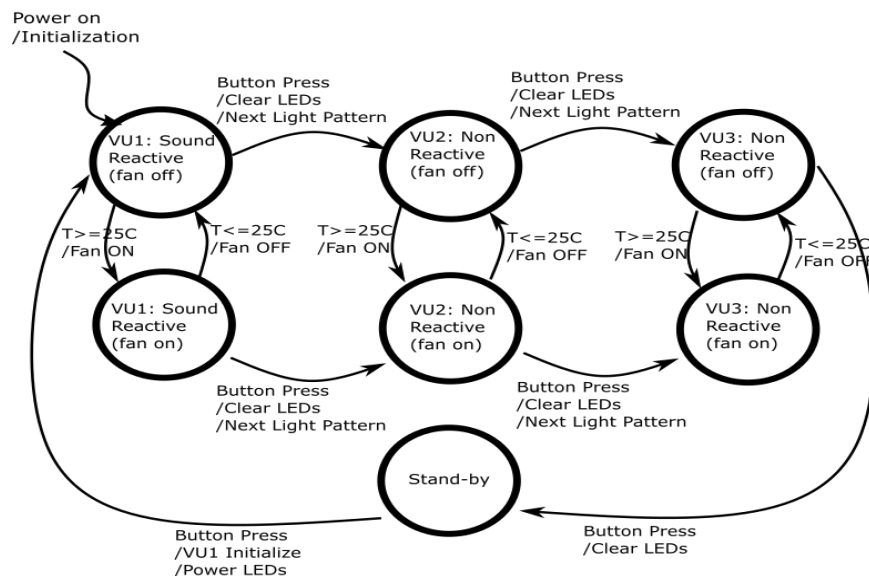 Power on
/Initialization
Button Press
/Clear LEDs
/Next Light Pattern
Button Press
/Clear LEDs
/Next Light Pattern
VU1: Sound
Reactive
(fan off)
VU2: Non
Reactive
(fan off)
VU3: Non
Reactive
(fan off)
T>=25C
/Fan ON
T<=25C
/Fan OFF
T>=25C
/Fan ON
T<=25C
/Fan OFF
T>=25C
/Fan ON
T<=25C
/Fan OFF
VU1: Sound
Reactive
(fan on)
VU2: Non
Reactive
(fan on)
VU3: Non
Reactive
(fan on)
Button Press
/Clear LEDs
/Next Light Pattern
Button Press
/Clear LEDs
/Next Light Pattern
Stand-by
Button Press
/VU1 Initialize
/Power LEDs
Button Press
/Clear LEDs